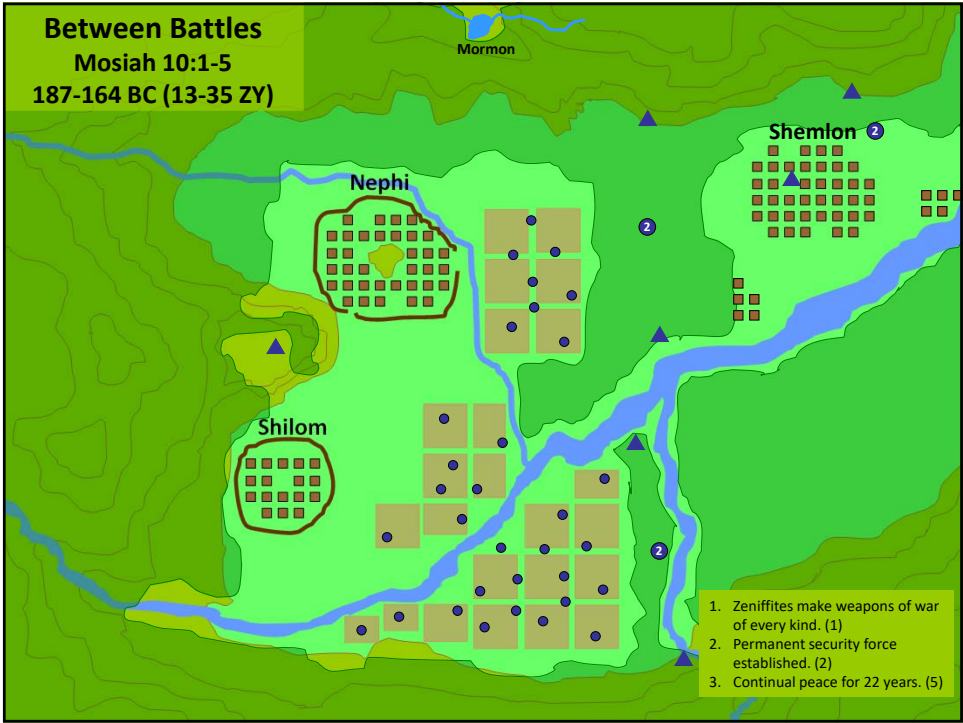 Between Battles
Mosiah 10:1-5
187-164 BC (13-35 ZY)
Mormon
Shemlon
2
Nephi
2
Shilom
2
1. Zeniffites make weapons of war
of every kind. (1)
2. Permanent security force
established. (2)
3. Continual peace for 22 years. (5)